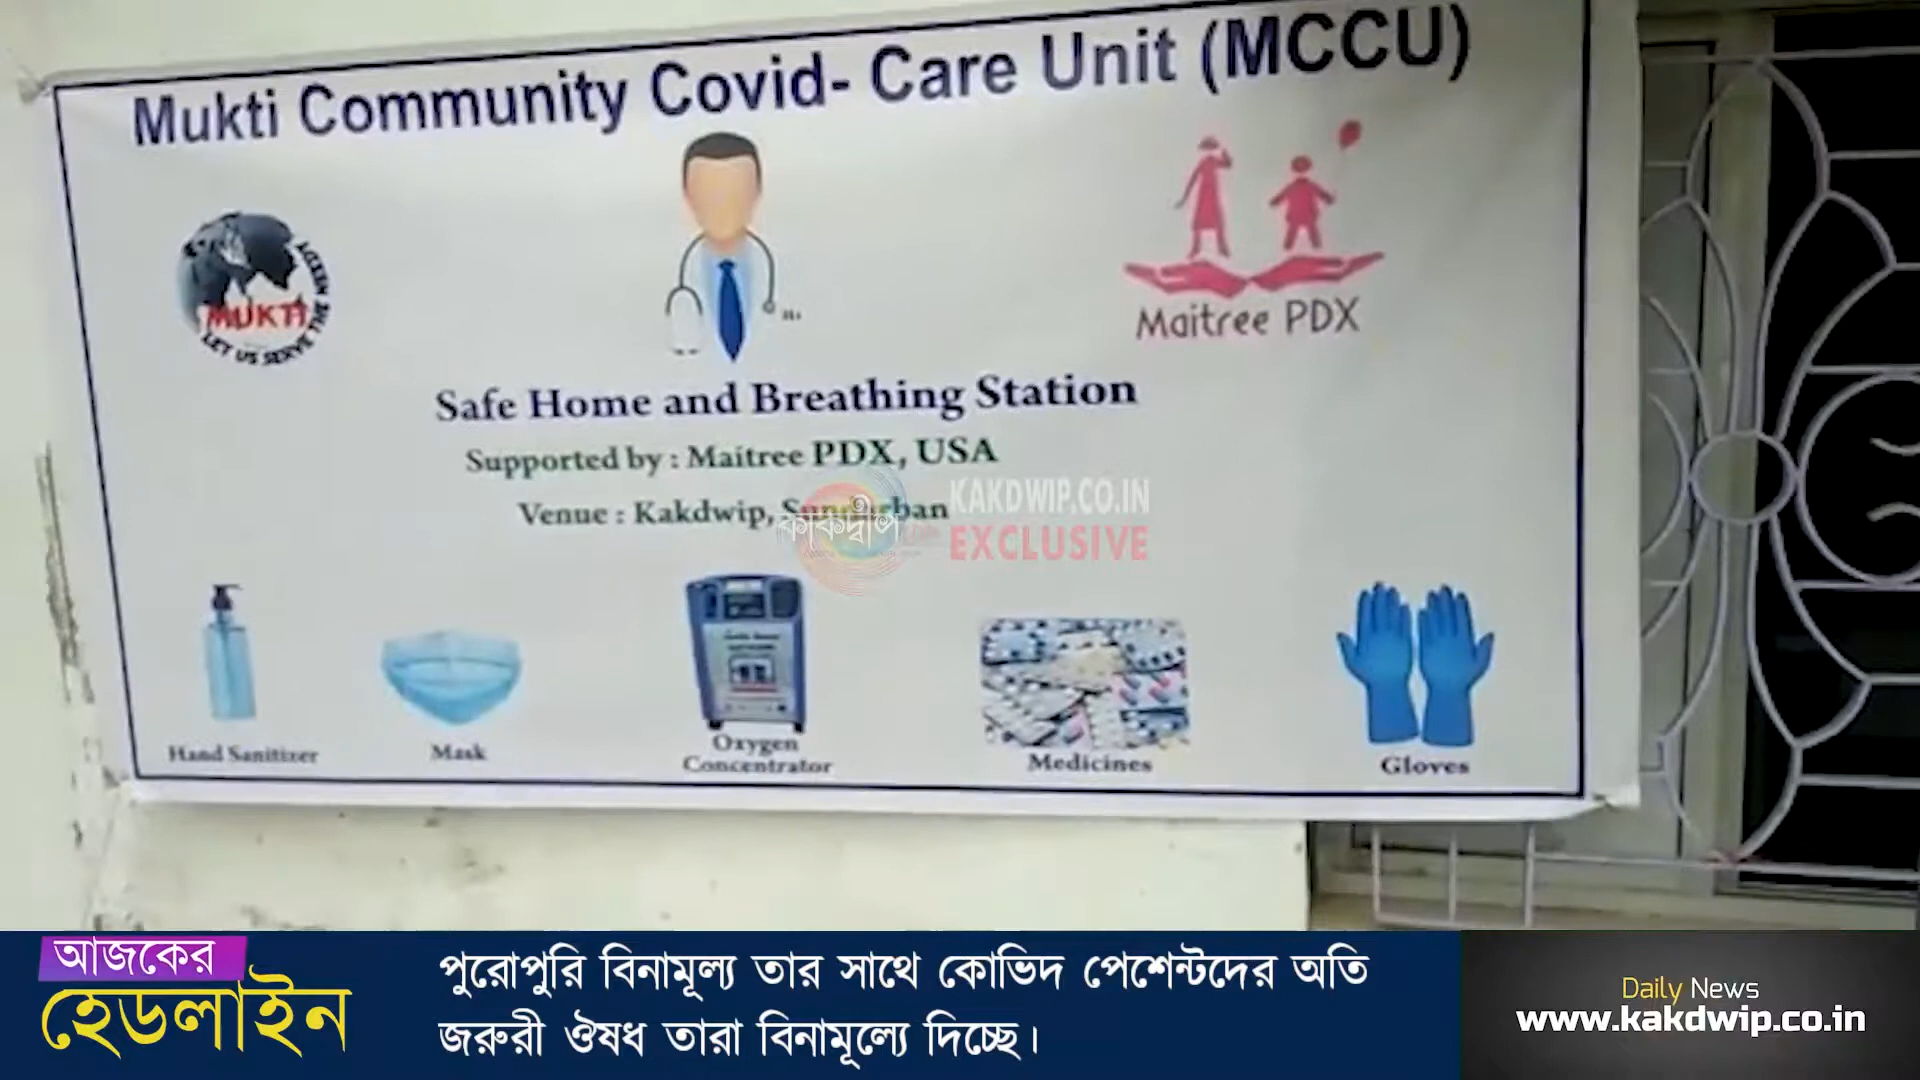 Mukti Community Covid- Care Unit (MCCU)
MUKTI
LET US SERVE THE NEEDY
Maitree PDX
Safe Home and Breathing Station
Supported by : Maitree PDX, USA
Venue : Kakdwip, Sundarban
কাকদ্বীপ
KAKDWIP.CO.IN
EXCLUSIVE
Hand Sanitizer
Mask
Oxygen
Concentrator
Medicines
Gloves
আজকের
হেডলাইন
পুরোপুরি বিনামূল্য তার সাথে কোভিদ পেশেন্টদের অতি
জরুরী ঔষধ তারা বিনামূল্যে দিচ্ছে।
Daily News
www.kakdwip.co.in